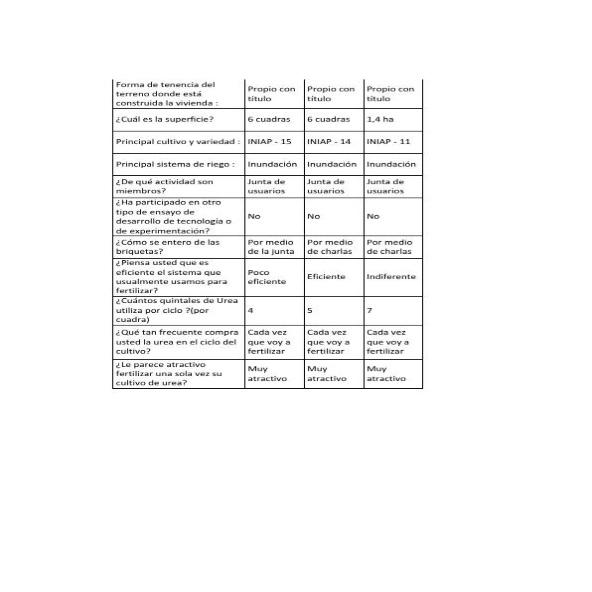 Forma de tenencia del
terreno donde está
construida la vivienda :
Propio con
título
Propio con
título
Propio con
título
¿Cuál es la superficie?
6 cuadras
6 cuadras
1,4 ha
Principal cultivo y variedad :
INIAP - 15
INIAP - 14
INIAP - 11
Principal sistema de riego :
Inundación
Inundación
Inundación
¿De qué actividad son
miembros?
Junta de
usuarios
Junta de
usuarios
Junta de
usuarios
¿Ha participado en otro
tipo de ensayo de
desarrollo de tecnología o
de experimentación?
No
No
No
¿Cómo se entero de las
briquetas?
Por medio
de la junta
Por medio
de charlas
Por medio
de charlas
¿Piensa usted que es
eficiente el sistema que
usualmente usamos para
fertilizar?
Poco
eficiente
Eficiente
Indiferente
¿Cuántos quintales de Urea
utiliza por ciclo ?(por
cuadra)
4
5
7
¿Qué tan frecuente compra
usted la urea en el ciclo del
cultivo?
Cada vez
que voy a
fertilizar
Cada vez
que voy a
fertilizar
Cada vez
que voy a
fertilizar
¿Le parece atractivo
fertilizar una sola vez su
cultivo de urea?
Muy
atractivo
Muy
atractivo
Muy
atractivo